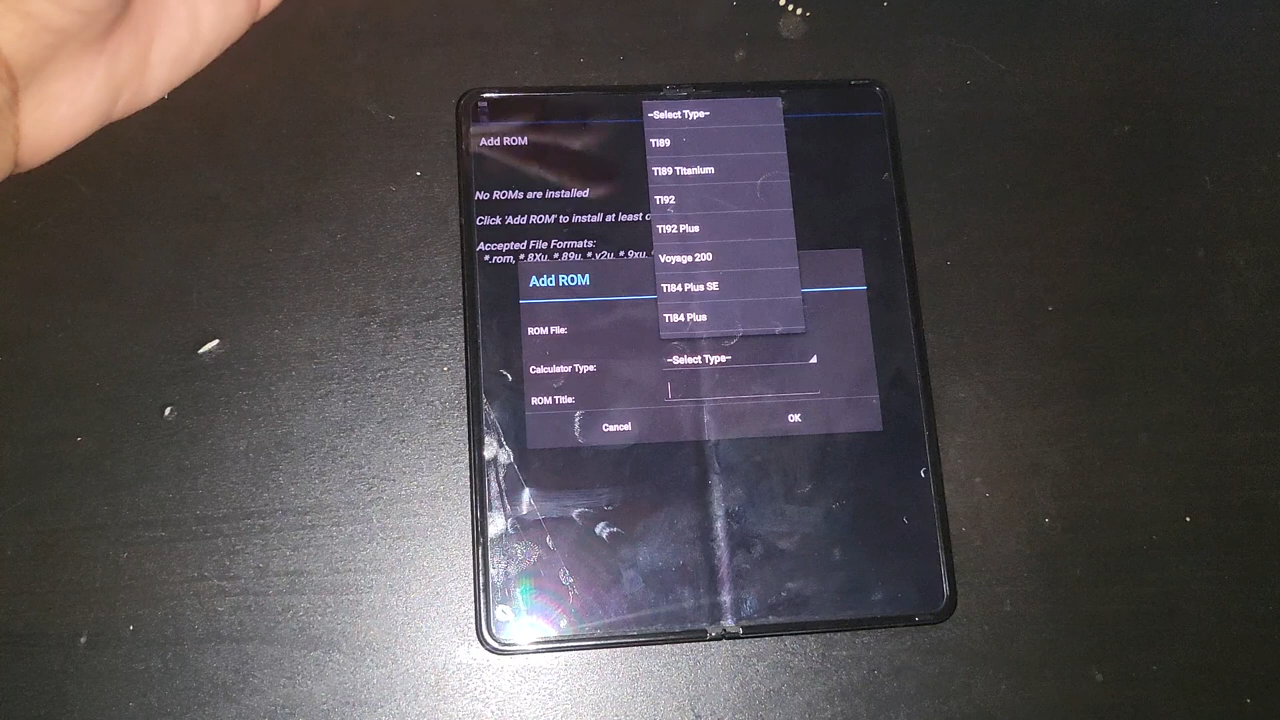 Add ROM
No ROMs are installed
Click 'Add ROM' to install at least
Accepted File Formats:
*.rom, *.8Xu, *.89u, *.v2u, *.9xu,
--Select Type--
TI89
TI89 Titanium
TI92
TI92 Plus
Voyage 200
TI84 Plus SE
TI84 Plus
Add ROM
ROM File:
Calculator Type:
--Select Type--
ROM Title:
Cancel
OK